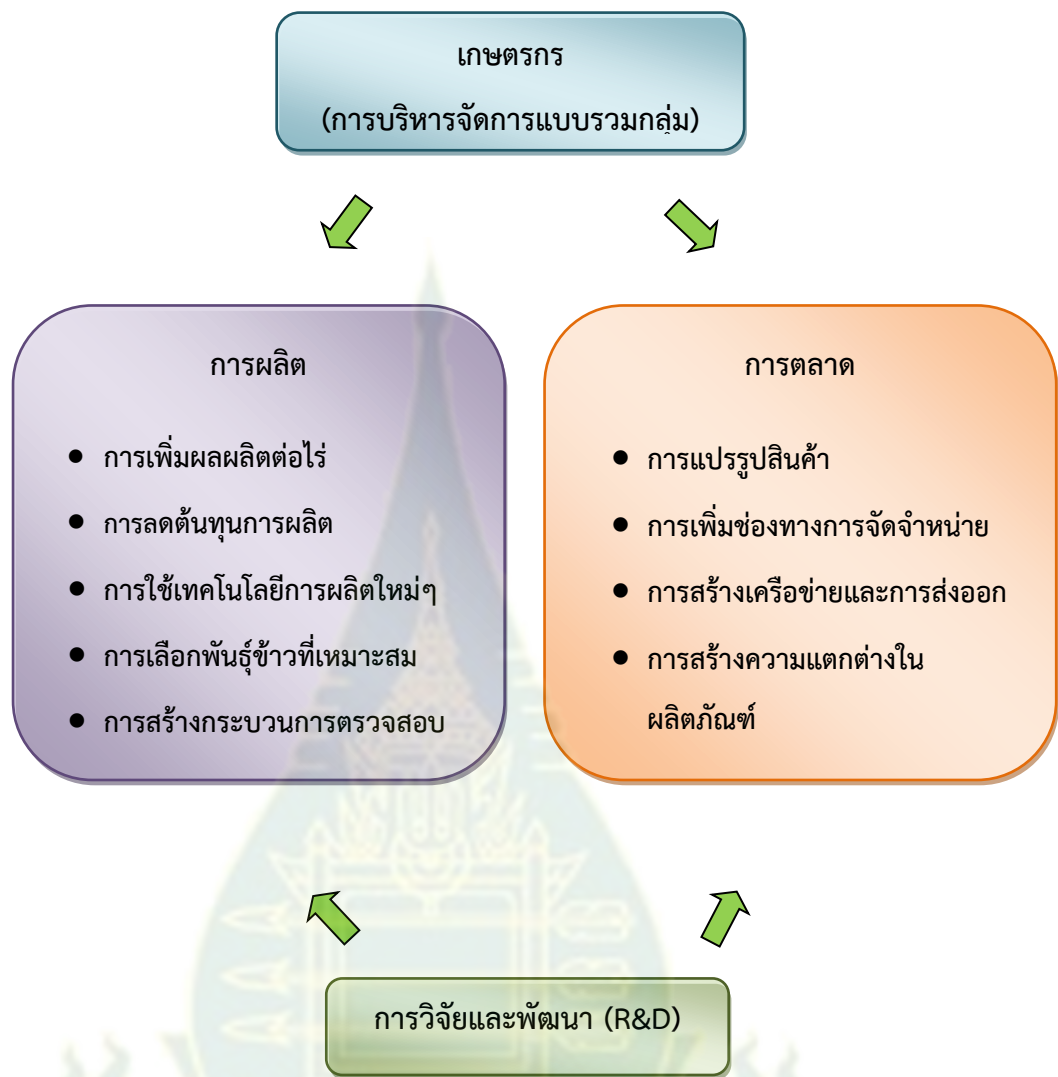 เกษตรกร
(การบริหารจัดการแบบรวมกลุ่ม)
การผลิต
● การเพิ่มผลผลิตต่อไร่
● การลดต้นทุนการผลิต
● การใช้เทคโนโลยีการผลิตใหม่ๆ
● การเลือกพันธุ์ข้าวที่เหมาะสม
● การสร้างกระบวนการตรวจสอบ
การตลาด
● การแปรรูปสินค้า
● การเพิ่มช่องทางการจัดจำหน่าย
● การสร้างเครือข่ายและการส่งออก
● การสร้างความแตกต่างใน
ผลิตภัณฑ์
การวิจัยและพัฒนา (R&D)